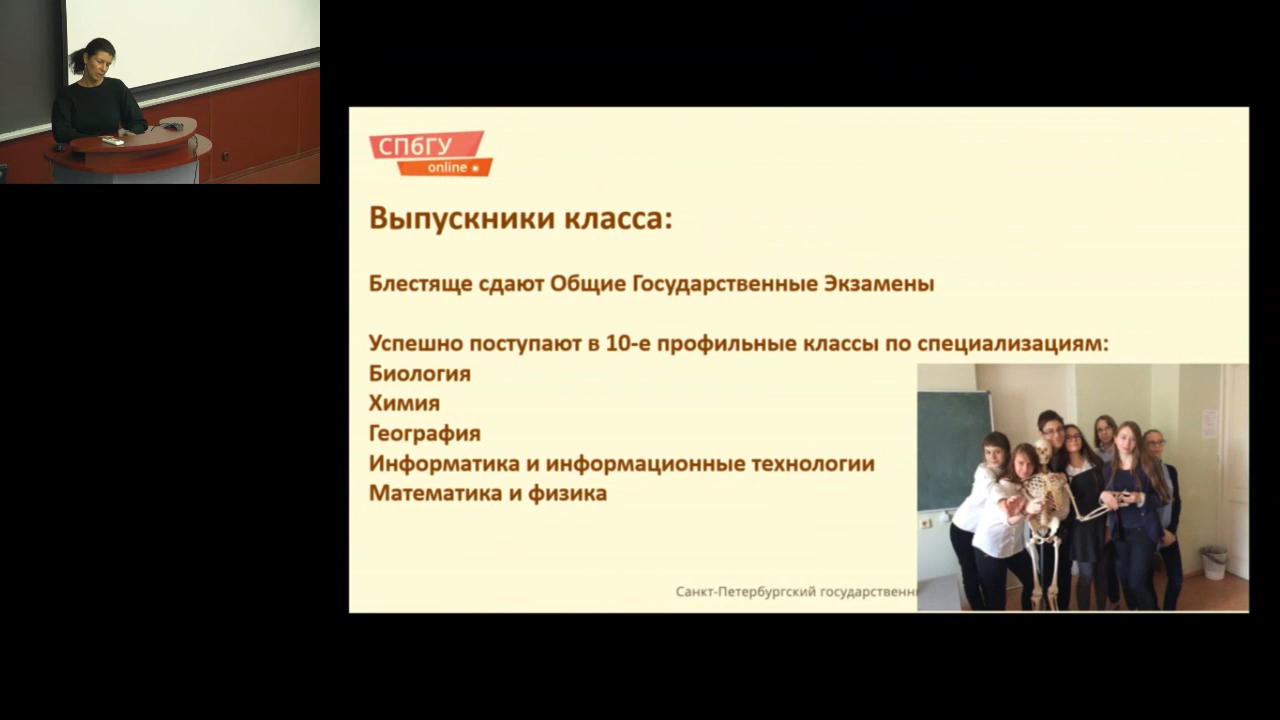 СПбГУ
online
Выпускники класса:
Блестяще сдают Общие Государственные Экзамены
Успешно поступают в 10-е профильные классы по специализациям:
Биология
Химия
География
Информатика и информационные технологии
Математика и физика
Санкт-Петербургский государственн